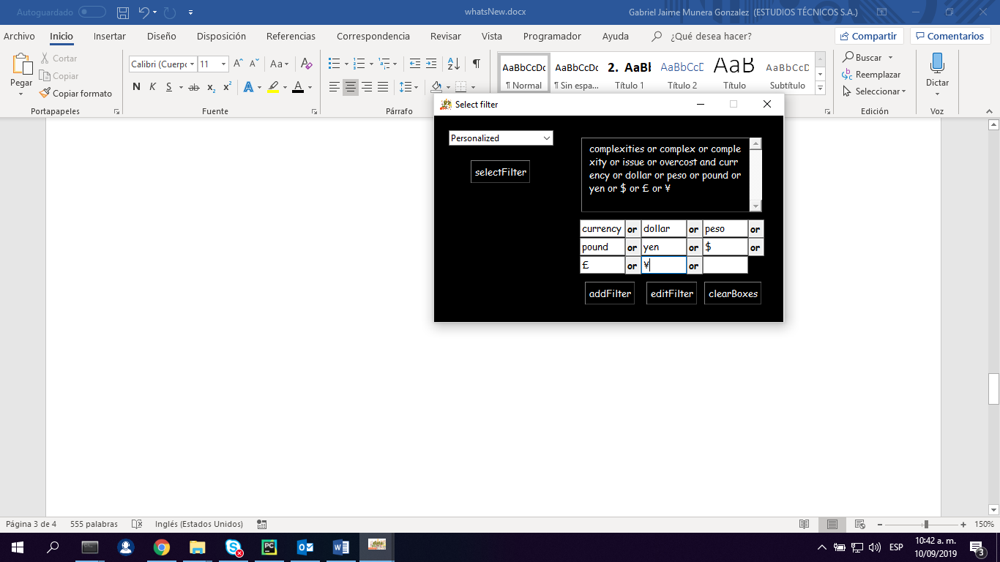 Autoguardado
whatsNew.docx
Gabriel Jaime Munera Gonzalez (ESTUDIOS TÉCNICOS S.A.)
Archivo Inicio Insertar Diseño Disposición Referencias Correspondencia Revisar Vista Programador Ayuda ¿Qué desea hacer? Compartir Comentarios
Pegar
Cortar
Copiar
Copiar formato
Portapapeles
Calibri (Cuerpo 11
Aa
N K S ab x₂ x² A A
Fuente
Párrafo
AaBbCcDc AaBbCcDc 2. AaBl AaBbCcD AaB AaBbCcD
¶ Normal ¶ Sin espa... Título 1 Título 2 Título Subtítulo
Buscar
Reemplazar
Seleccionar
Edición
Dictar
Voz
Select filter
Personalized
selectFilter
complexities or complex or comple
xity or issue or overcost and curr
ency or dollar or peso or pound or
yen or $ or £ or ¥
currency or dollar or peso or
pound or yen or $ or
£ or ¥ or
addFilter editFilter clearBoxes
Página 3 de 4 555 palabras Inglés (Estados Unidos) 150%
ESP
10:42 a. m.
10/09/2019
3